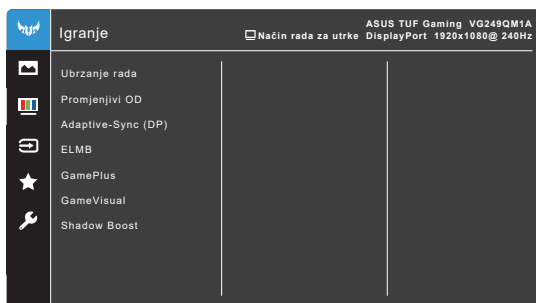 Igranje
ASUS TUF Gaming VG249QM1A
Način rada za utrke DisplayPort 1920x1080@ 240Hz
Ubrzanje rada
Promjenjivi OD
Adaptive-Sync (DP)
ELMB
GamePlus
GameVisual
Shadow Boost